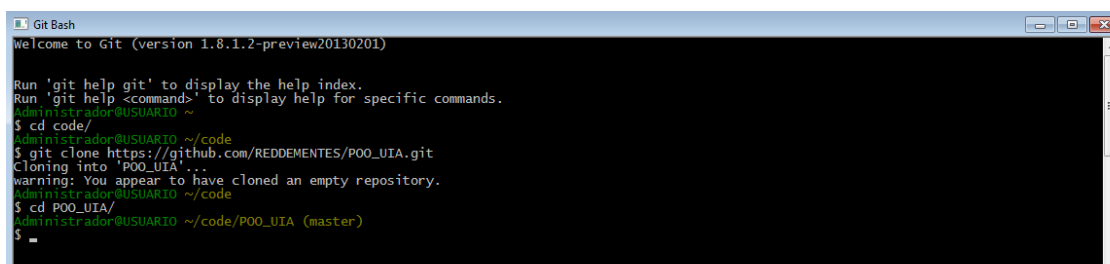 Git Bash
Welcome to Git (version 1.8.1.2-preview20130201)
Run 'git help git' to display the help index.
Run 'git help <command>' to display help for specific commands.
Administrador@USUARIO ~
$ cd code/
Administrador@USUARIO ~/code
$ git clone https://github.com/REDDEMENTES/POO_UIA.git
Cloning into 'POO_UIA'...
warning: You appear to have cloned an empty repository.
Administrador@USUARIO ~/code
$ cd POO_UIA/
Administrador@USUARIO ~/code/POO_UIA (master)
$